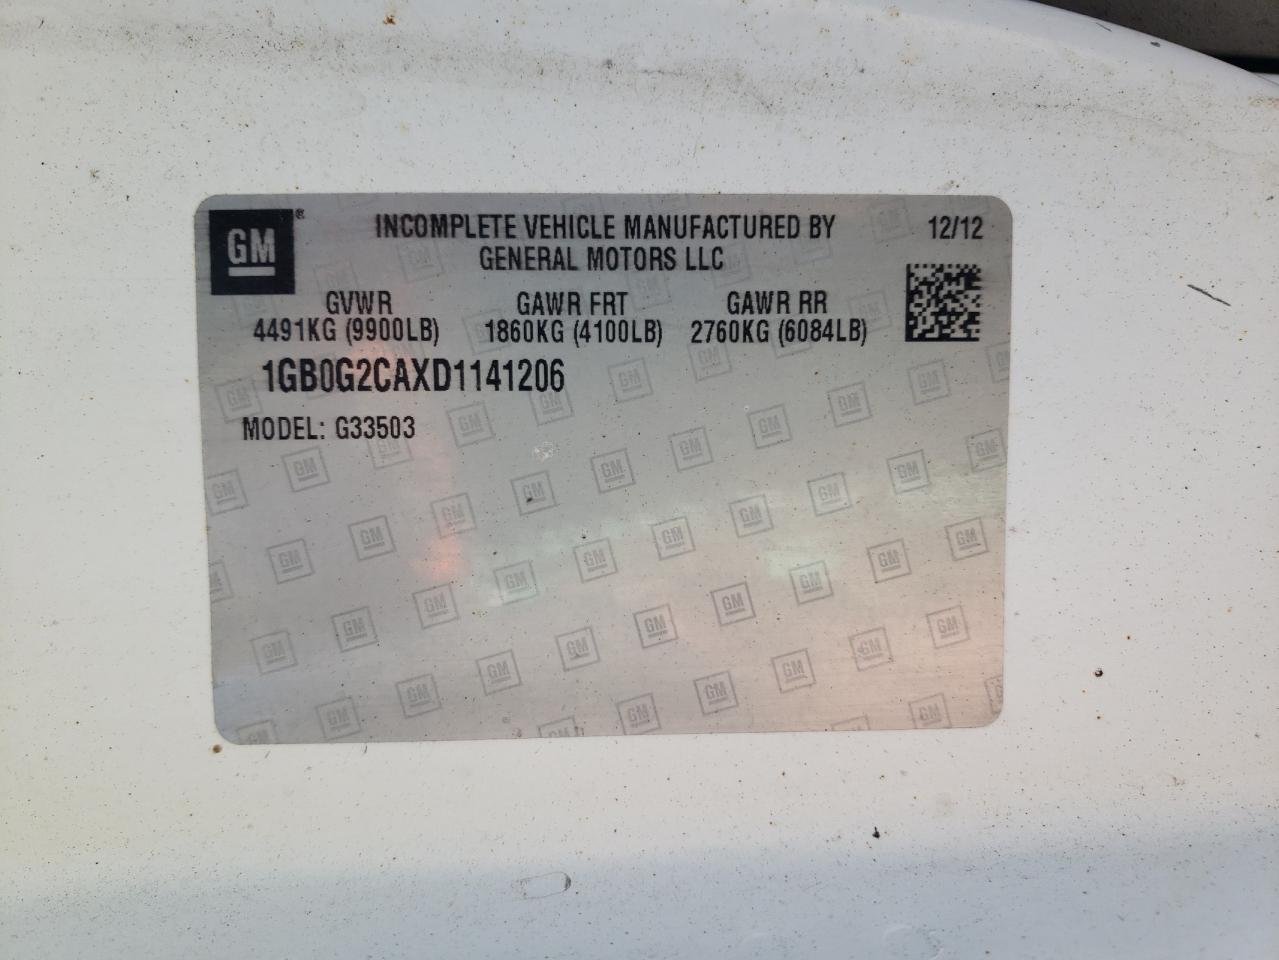 GM®
INCOMPLETE VEHICLE MANUFACTURED BY 12/12
GENERAL MOTORS LLC
GVWR GAWR FRT GAWR RR
4491KG (9900LB) 1860KG (4100LB) 2760KG (6084LB)
1GB0G2CAXD1141206
MODEL: G33503